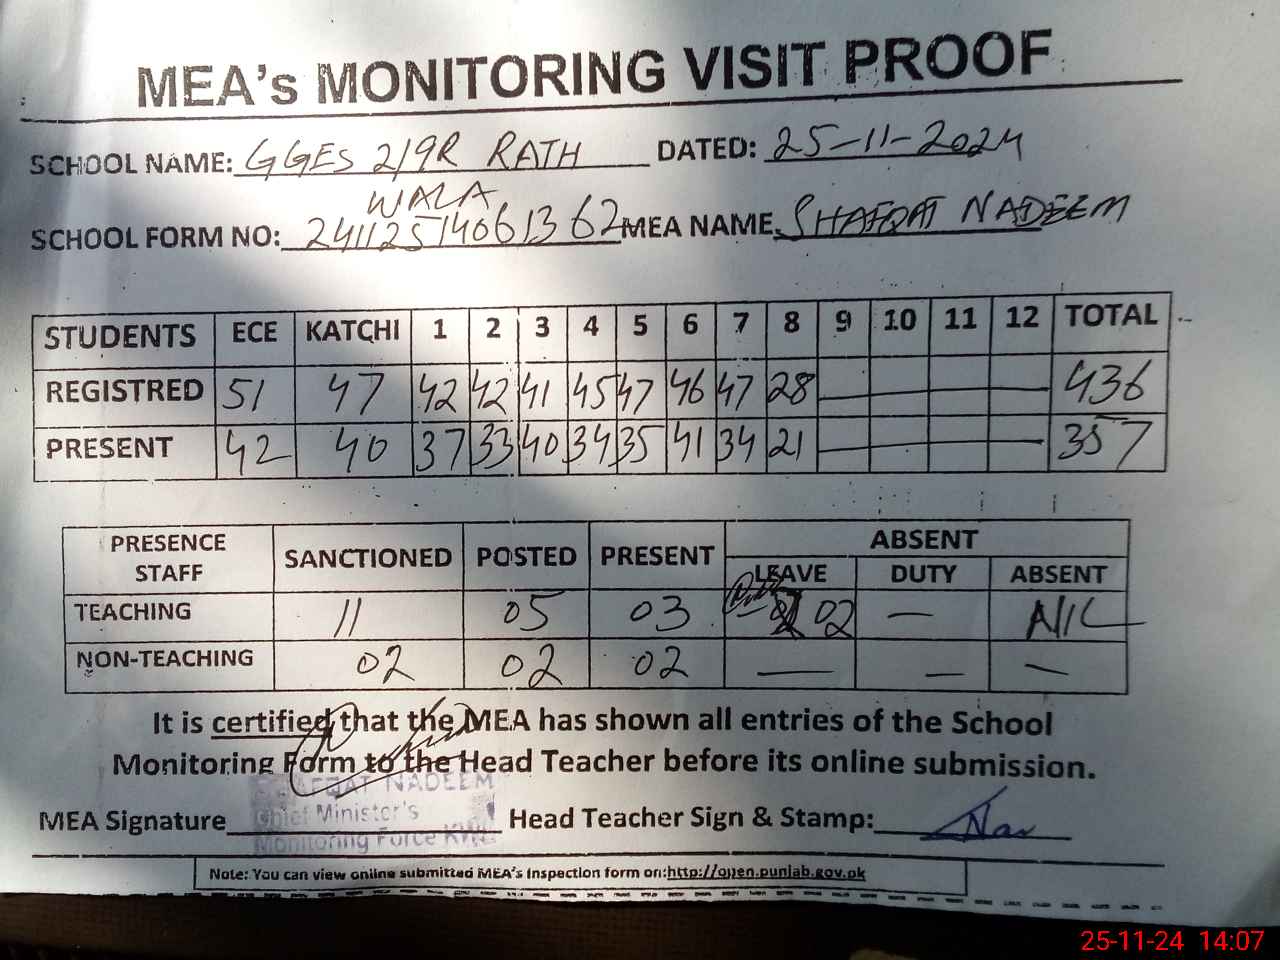 MEA's MONITORING VISIT PROOF
SCHOOL NAME: GGES 2/9R RATH DATED: 25-11-2024
WALA
SCHOOL FORM NO: 24112514061362 MEA NAME SHAFQAT NADEEM
STUDENTS ECE KATCHI 1 2 3 4 5 6 7 8 9 10 11 12 TOTAL
REGISTRED 51 47 42 42 41 45 47 46 47 28 436
PRESENT 42 40 37 33 40 34 35 41 34 21 357
PRESENCE STAFF SANCTIONED POSTED PRESENT ABSENT
LEAVE DUTY ABSENT
TEACHING 11 05 03 02 — NIL
NON-TEACHING 02 02 02 — — —
It is certified that the MEA has shown all entries of the School
Monitoring Form to the Head Teacher before its online submission.
SHAFQAT NADEEM
Chief Minister's
Monitoring Force KWL
MEA Signature Head Teacher Sign & Stamp:
Note: You can view online submitted MEA's Inspection form on:http://open.punjab.gov.pk
25-11-24 14:07